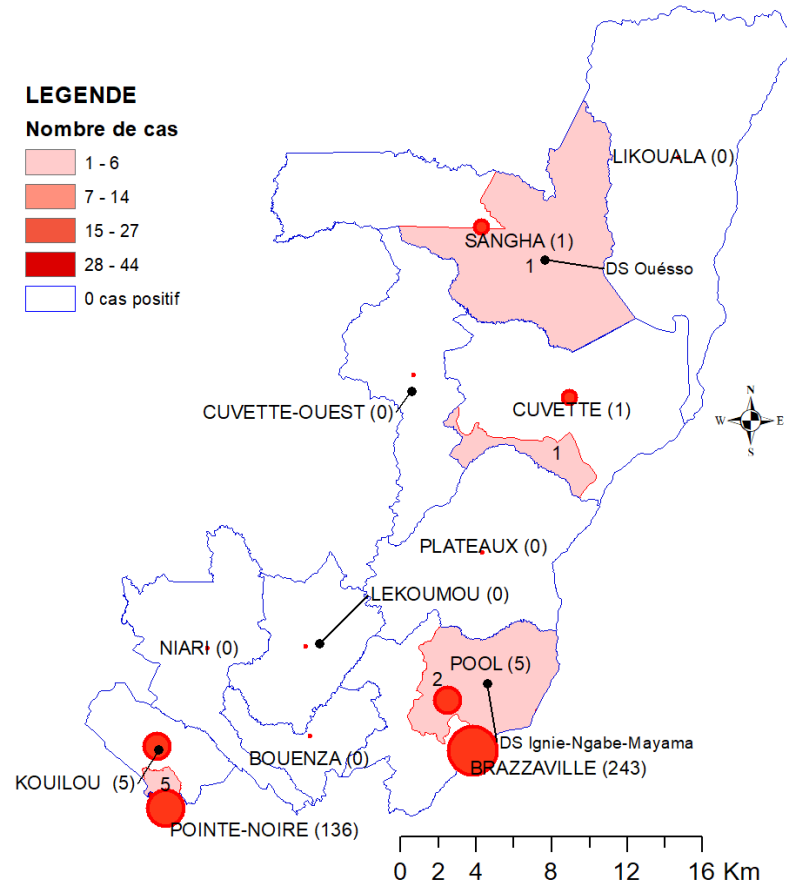 LEGENDE
Nombre de cas
1 - 6
7 - 14
15 - 27
28 - 44
0 cas positif
LIKOUALA (0)
SANGHA (1)
1
DS Ouésso
CUVETTE-OUEST (0)
CUVETTE (1)
1
N
W E
S
PLATEAUX (0)
LEKOUMOU (0)
NIARI (0)
POOL (5)
2
DS Ignie-Ngabe-Mayama
BRAZZAVILLE (243)
BOUENZA (0)
KOUILOU (5)
5
POINTE-NOIRE (136)
0 2 4 8 12 16 Km